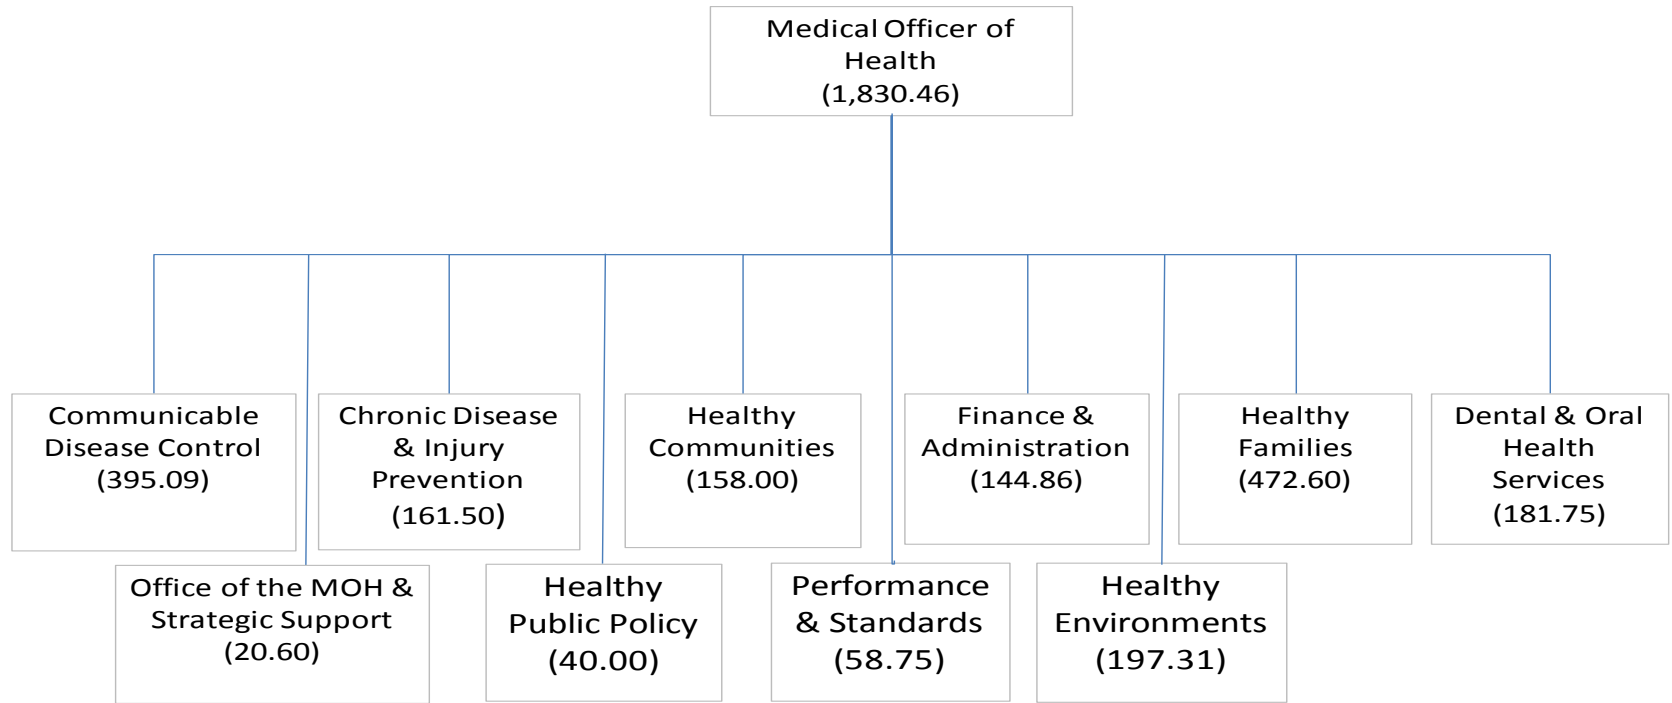 Medical Officer of
Health
(1,830.46)
Communicable
Disease Control
(395.09)
Chronic Disease
& Injury
Prevention
(161.50)
Healthy
Communities
(158.00)
Finance &
Administration
(144.86)
Healthy
Families
(472.60)
Dental & Oral
Health
Services
(181.75)
Office of the MOH &
Strategic Support
(20.60)
Healthy
Public Policy
(40.00)
Performance
& Standards
(58.75)
Healthy
Environments
(197.31)